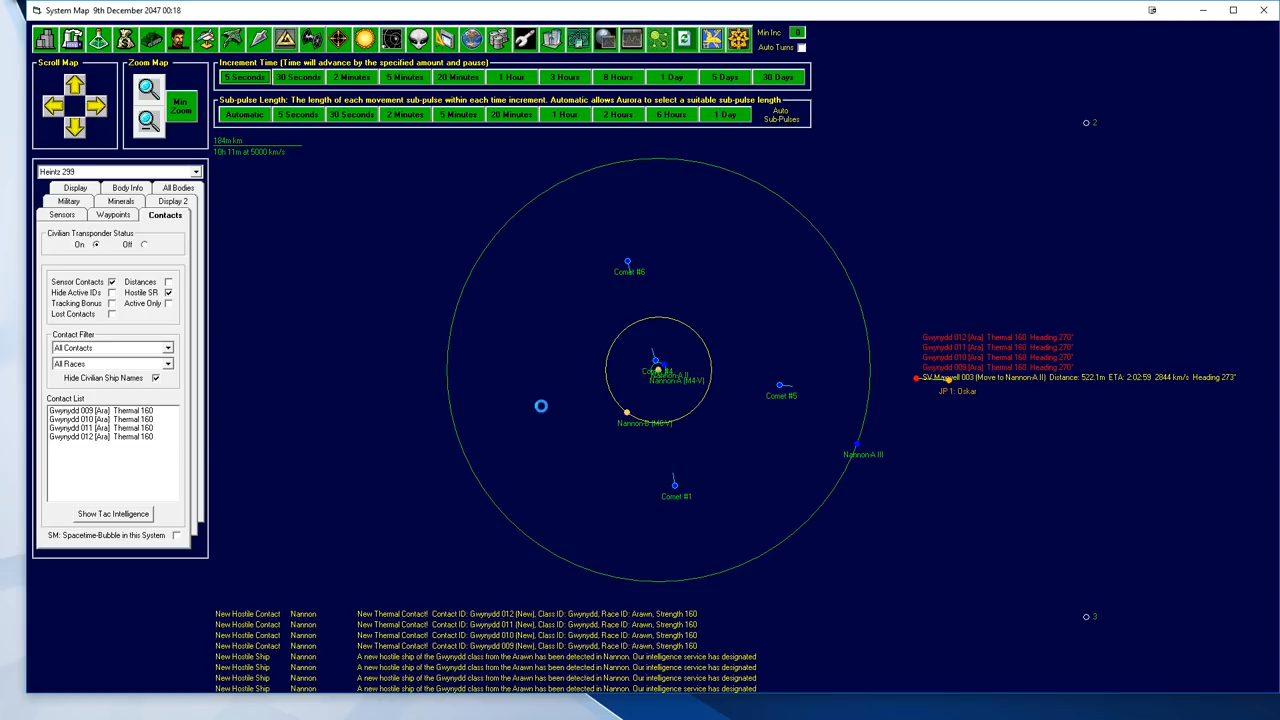 System Map 9th December 2047 00:18
Min Inc 0
Auto Turns
Scroll Map
Zoom Map
Min Zoom
Increment Time (Time will advance by the specified amount and pause)
5 Seconds 30 Seconds 2 Minutes 5 Minutes 20 Minutes 1 Hour 3 Hours 8 Hours 1 Day 5 Days 30 Days
Sub-pulse Length: The length of each movement sub-pulse within each time increment. Automatic allows Aurora to select a suitable sub-pulse length
Automatic 5 Seconds 30 Seconds 2 Minutes 5 Minutes 20 Minutes 1 Hour 2 Hours 6 Hours 1 Day Auto Sub-Pulses
184m km
10h 11m at 5000 km/s
2
Heintz 299
Display Body Info All Bodies
Military Minerals Display 2
Sensors Waypoints Contacts
Civilian Transponder Status
On Off
Sensor Contacts Distances
Hide Active IDs Hostile SR
Tracking Bonus Active Only
Lost Contacts
Contact Filter
All Contacts
All Races
Hide Civilian Ship Names
Contact List
Gwynydd 009 [Ara] Thermal 160
Gwynydd 010 [Ara] Thermal 160
Gwynydd 011 [Ara] Thermal 160
Gwynydd 012 [Ara] Thermal 160
Show Tac Intelligence
SM: Spacetime-Bubble in this System
Comet #6
Nannon-A II
Nannon-A (M4-V)
Comet #5
Nannon-B (M0-V)
Nannon-A III
Comet #1
Gwynydd 012 [Ara] Thermal 160 Heading 270°
Gwynydd 011 [Ara] Thermal 160 Heading 270°
Gwynydd 010 [Ara] Thermal 160 Heading 270°
Gwynydd 009 [Ara] Thermal 160 Heading 270°
SV Maxwell 003 (Move to Nannon-A II) Distance: 522.1m ETA: 2:02:59 2844 km/s Heading 273°
JP 1: Oskar
3
New Hostile Contact Nannon New Thermal Contact! Contact ID: Gwynydd 012 (New), Class ID: Gwynydd, Race ID: Arawn, Strength 160
New Hostile Contact Nannon New Thermal Contact! Contact ID: Gwynydd 011 (New), Class ID: Gwynydd, Race ID: Arawn, Strength 160
New Hostile Contact Nannon New Thermal Contact! Contact ID: Gwynydd 010 (New), Class ID: Gwynydd, Race ID: Arawn, Strength 160
New Hostile Contact Nannon New Thermal Contact! Contact ID: Gwynydd 009 (New), Class ID: Gwynydd, Race ID: Arawn, Strength 160
New Hostile Ship Nannon A new hostile ship of the Gwynydd class from the Arawn has been detected in Nannon. Our intelligence service has designated
New Hostile Ship Nannon A new hostile ship of the Gwynydd class from the Arawn has been detected in Nannon. Our intelligence service has designated
New Hostile Ship Nannon A new hostile ship of the Gwynydd class from the Arawn has been detected in Nannon. Our intelligence service has designated
New Hostile Ship Nannon A new hostile ship of the Gwynydd class from the Arawn has been detected in Nannon. Our intelligence service has designated